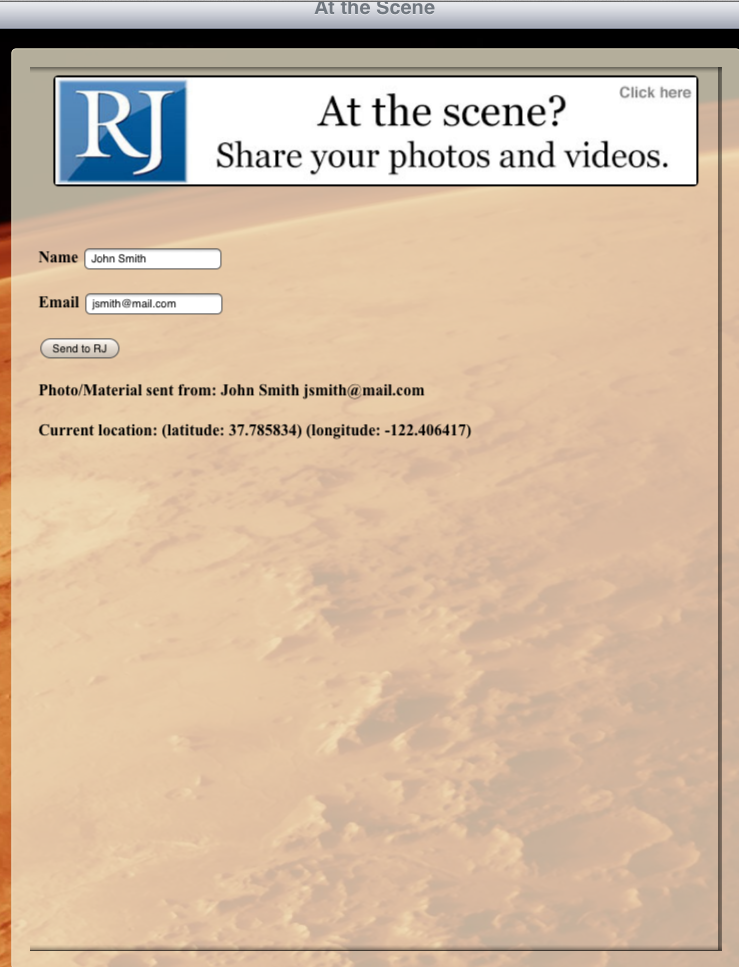 At the Scene
RJ
Click here
At the scene?
Share your photos and videos.
Name John Smith
Email jsmith@mail.com
Send to RJ
Photo/Material sent from: John Smith jsmith@mail.com
Current location: (latitude: 37.785834) (longitude: -122.406417)